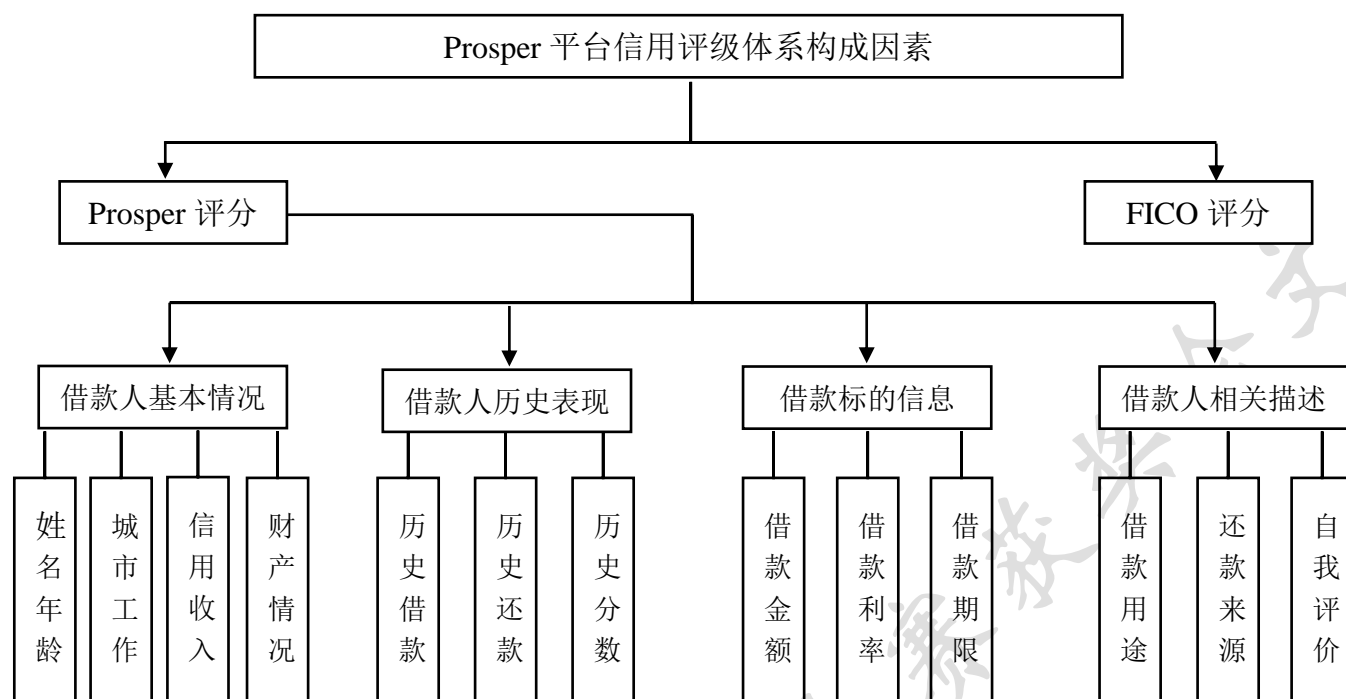 Prosper 平台信用评级体系构成因素
Prosper 评分
FICO 评分
借款人基本情况
借款人历史表现
借款标的信息
借款人相关描述
姓名年龄
城市工作
信用收入
财产情况
历史借款
历史还款
历史分数
借款金额
借款利率
借款期限
借款用途
还款来源
自我评价